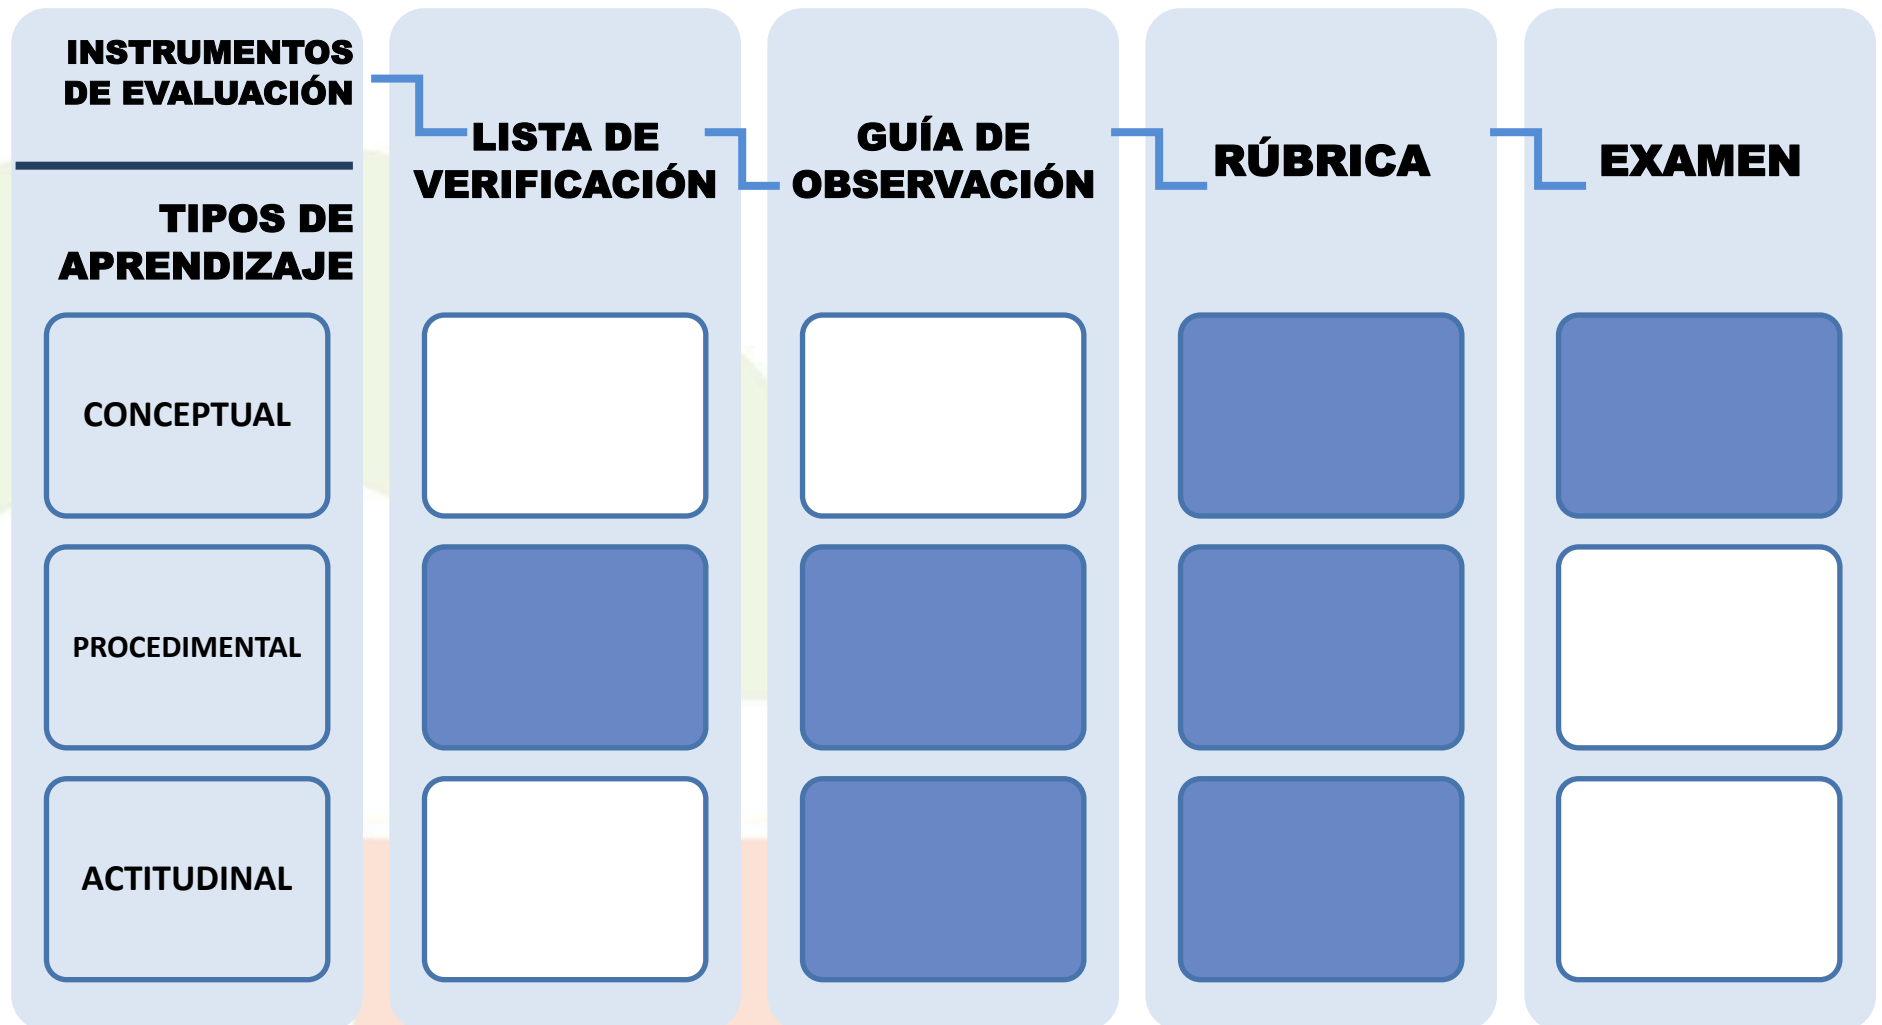 INSTRUMENTOS
DE EVALUACIÓN
TIPOS DE
APRENDIZAJE
LISTA DE
VERIFICACIÓN
GUÍA DE
OBSERVACIÓN
RÚBRICA
EXAMEN
CONCEPTUAL
PROCEDIMENTAL
ACTITUDINAL